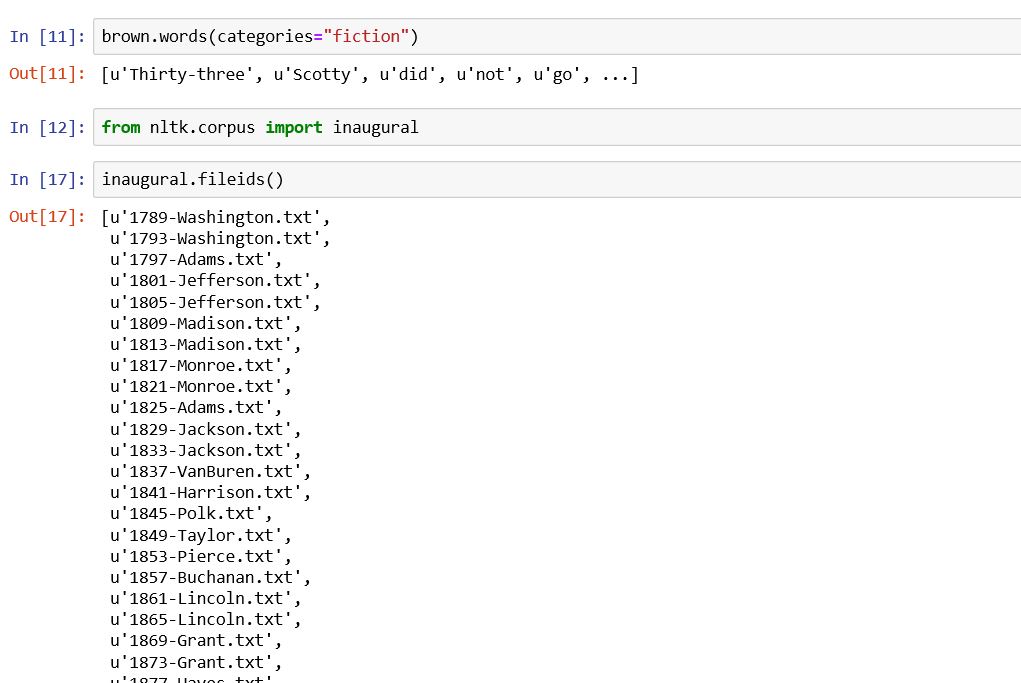 In [11]: brown.words(categories="fiction")
Out[11]: [u'Thirty-three', u'Scotty', u'did', u'not', u'go', ...]
In [12]: from nltk.corpus import inaugural
In [17]: inaugural.fileids()
Out[17]: [u'1789-Washington.txt',
u'1793-Washington.txt',
u'1797-Adams.txt',
u'1801-Jefferson.txt',
u'1805-Jefferson.txt',
u'1809-Madison.txt',
u'1813-Madison.txt',
u'1817-Monroe.txt',
u'1821-Monroe.txt',
u'1825-Adams.txt',
u'1829-Jackson.txt',
u'1833-Jackson.txt',
u'1837-VanBuren.txt',
u'1841-Harrison.txt',
u'1845-Polk.txt',
u'1849-Taylor.txt',
u'1853-Pierce.txt',
u'1857-Buchanan.txt',
u'1861-Lincoln.txt',
u'1865-Lincoln.txt',
u'1869-Grant.txt',
u'1873-Grant.txt',
u'1877-Hayes.txt'